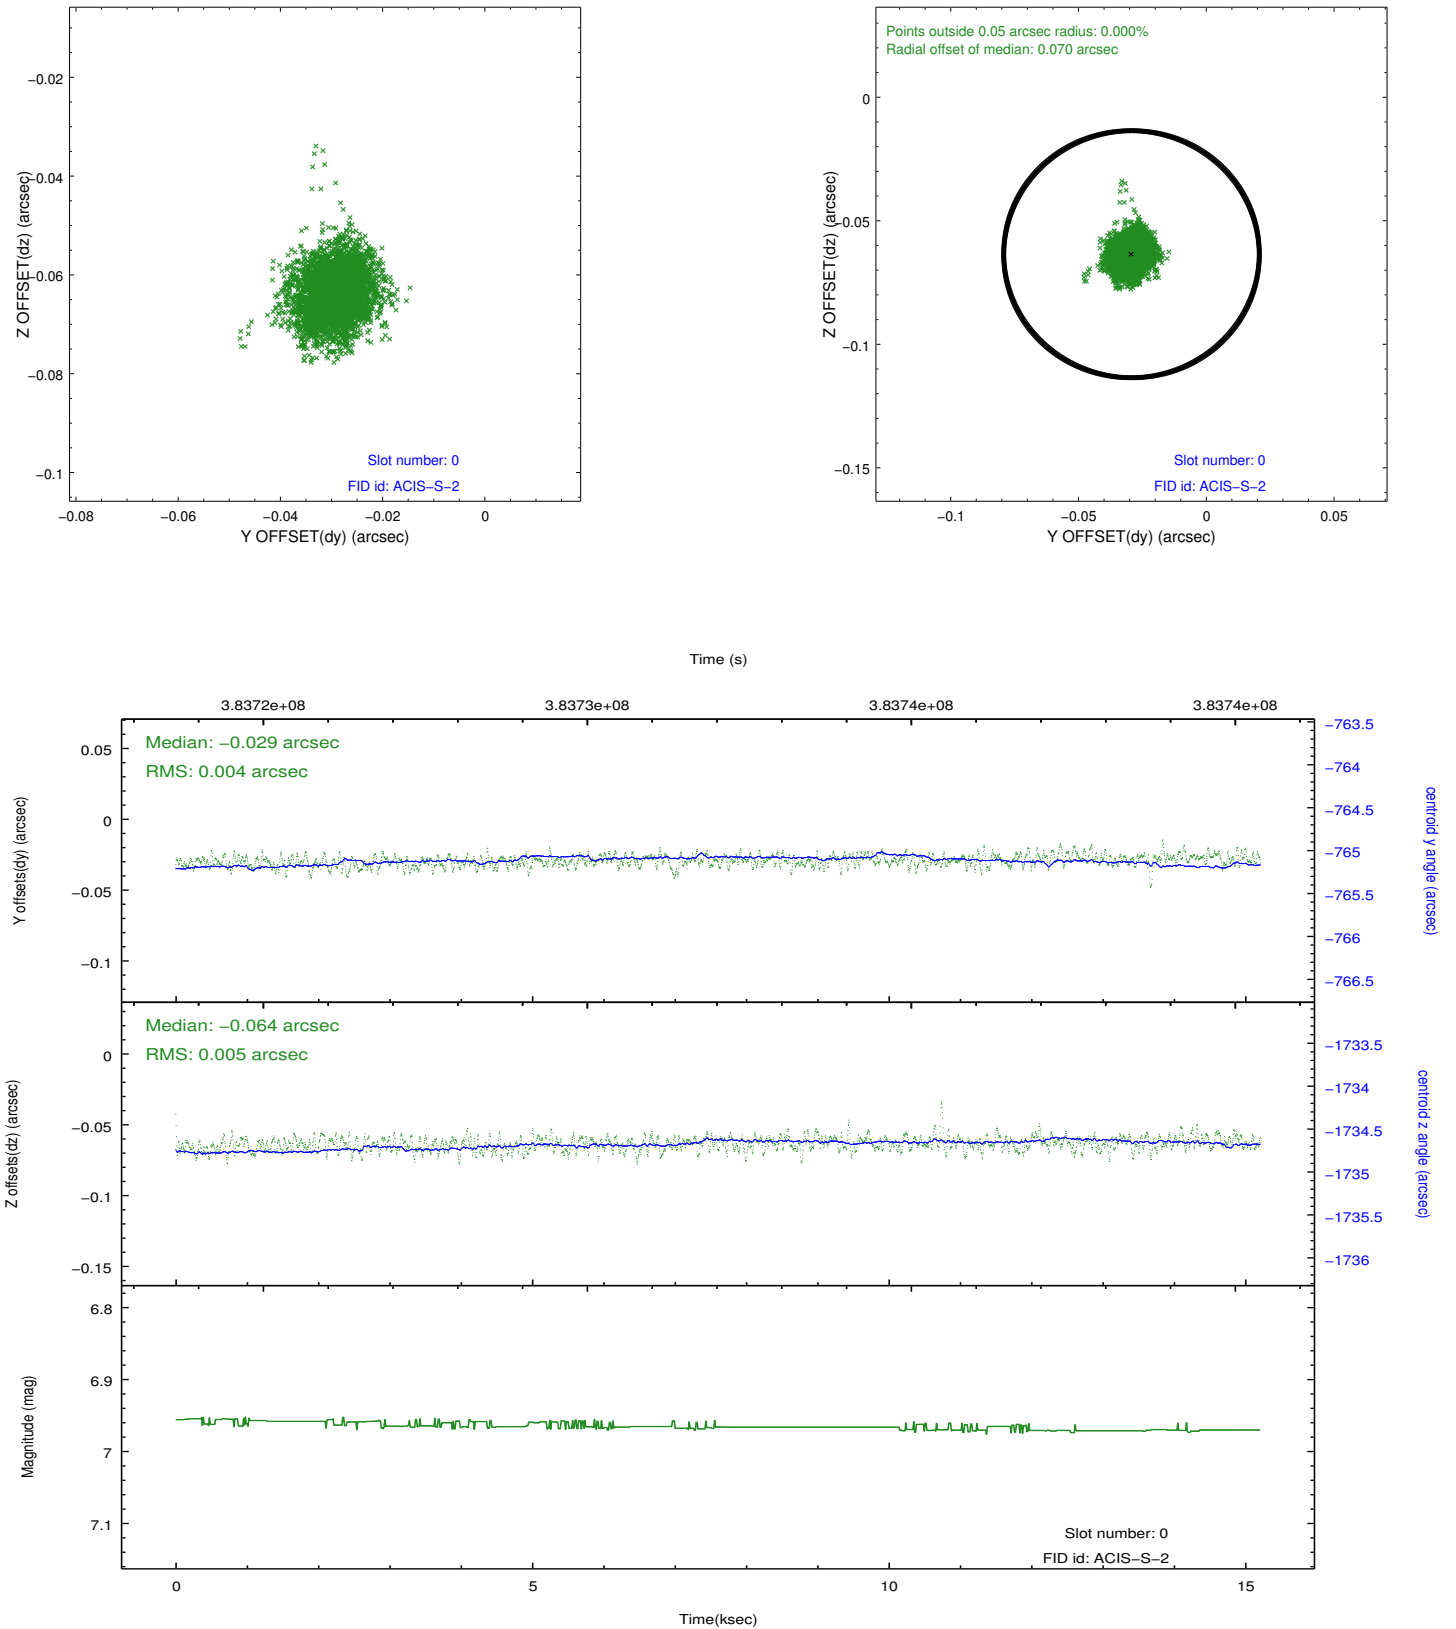 −0.02
−0.04
−0.06
−0.08
−0.1
Z OFFSET(dz) (arcsec)
Slot number: 0
FID id: ACIS−S−2
−0.08 −0.06 −0.04 −0.02 0
Y OFFSET(dy) (arcsec)
Points outside 0.05 arcsec radius: 0.000%
Radial offset of median: 0.070 arcsec
0
−0.05
−0.1
−0.15
Z OFFSET(dz) (arcsec)
Slot number: 0
FID id: ACIS−S−2
−0.1 −0.05 0 0.05
Y OFFSET(dy) (arcsec)
Time (s)
3.8372e+08 3.8373e+08 3.8374e+08 3.8374e+08
Median: −0.029 arcsec
RMS: 0.004 arcsec
0.05
0
−0.05
−0.1
Y offsets(dy) (arcsec)
−763.5
−764
−764.5
−765
−765.5
−766
−766.5
centroid y angle (arcsec)
Median: −0.064 arcsec
RMS: 0.005 arcsec
0
−0.05
−0.1
−0.15
Z offsets(dz) (arcsec)
−1733.5
−1734
−1734.5
−1735
−1735.5
−1736
centroid z angle (arcsec)
6.8
6.9
7
7.1
Magnitude (mag)
Slot number: 0
FID id: ACIS−S−2
0 5 10 15
Time(ksec)